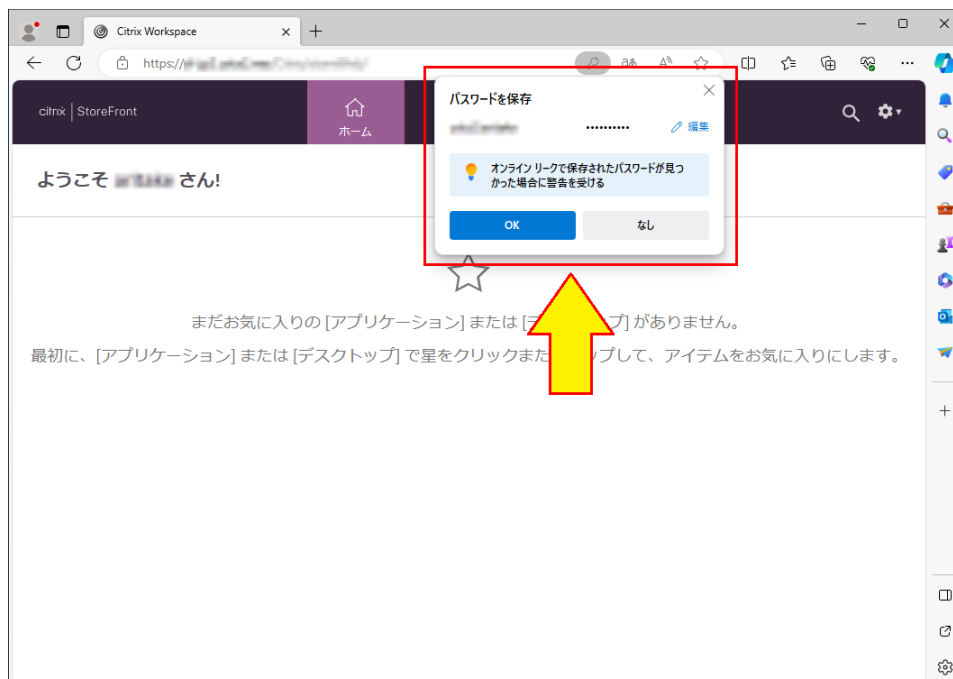 Citrix Workspace
https://
citrix | StoreFront
ホーム
パスワードを保存
••••••••••
編集
オンライン リークで保存されたパスワードが見つ
かった場合に警告を受ける
OK
なし
ようこそ さん!
まだお気に入りの [アプリケーション] または [デ プ] がありません。
最初に、[アプリケーション] または [デスクトップ] で星をクリックまた ップして、アイテムをお気に入りにします。